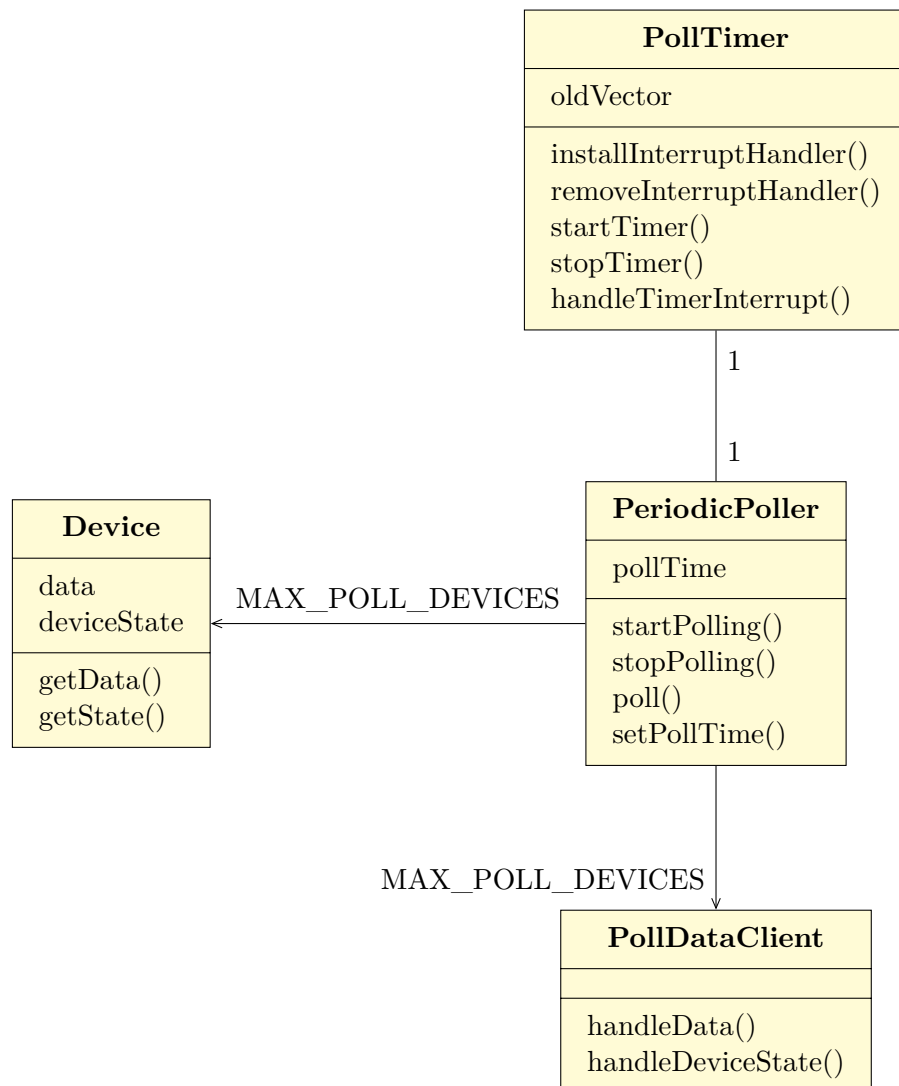 PollTimer
oldVector
installInterruptHandler()
removeInterruptHandler()
startTimer()
stopTimer()
handleTimerInterrupt()
1
1
Device
data
deviceState
getData()
getState()
MAX_POLL_DEVICES
PeriodicPoller
pollTime
startPolling()
stopPolling()
poll()
setPollTime()
MAX_POLL_DEVICES
PollDataClient
handleData()
handleDeviceState()